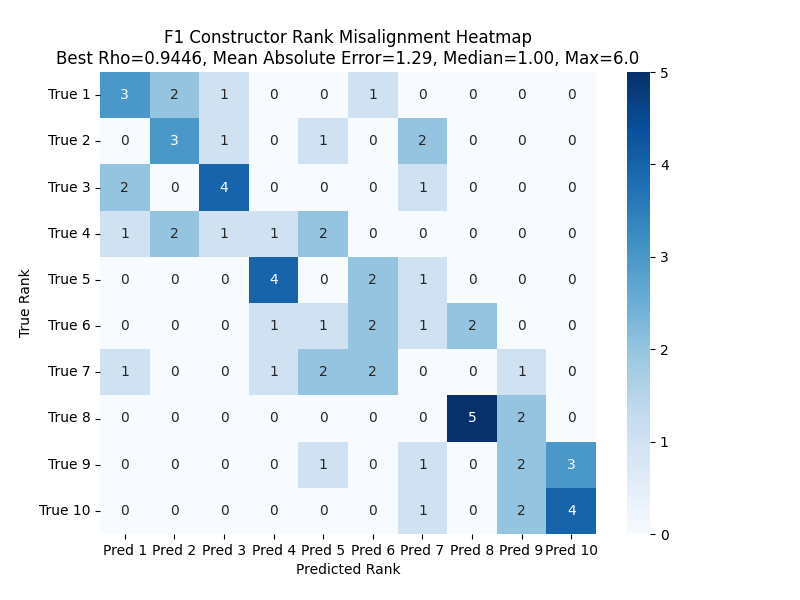 F1 Constructor Rank Misalignment Heatmap
Best Rho=0.9446, Mean Absolute Error=1.29, Median=1.00, Max=6.0
True 1 3 2 1 0 0 1 0 0 0 0
True 2 0 3 1 0 1 0 2 0 0 0
True 3 2 0 4 0 0 0 1 0 0 0
True 4 1 2 1 1 2 0 0 0 0 0
True 5 0 0 0 4 0 2 1 0 0 0
True 6 0 0 0 1 1 2 1 2 0 0
True 7 1 0 0 1 2 2 0 0 1 0
True 8 0 0 0 0 0 0 0 5 2 0
True 9 0 0 0 0 1 0 1 0 2 3
True 10 0 0 0 0 0 0 1 0 2 4
Pred 1 Pred 2 Pred 3 Pred 4 Pred 5 Pred 6 Pred 7 Pred 8 Pred 9 Pred 10
Predicted Rank
True Rank
5
4
3
2
1
0